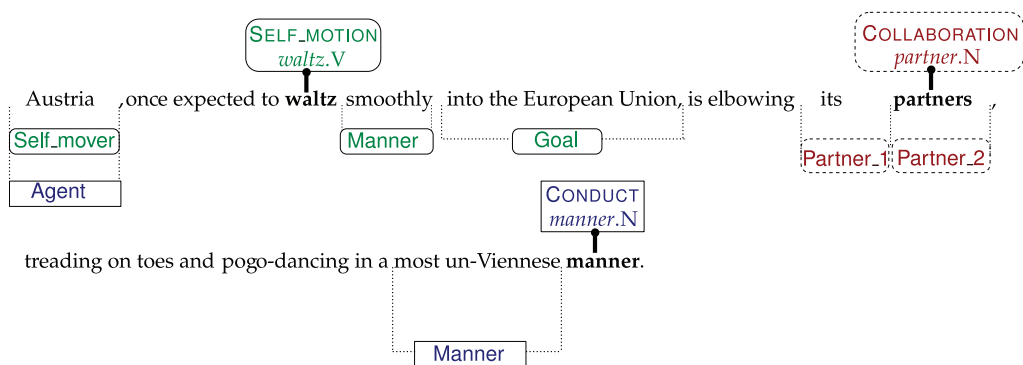 SELF_MOTION
waltz.V
COLLABORATION
partner.N
Austria , once expected to waltz smoothly into the European Union, is elbowing its partners ,
Self_mover Manner Goal Partner_1 Partner_2
Agent
CONDUCT
manner.N
treading on toes and pogo-dancing in a most un-Viennese manner.
Manner